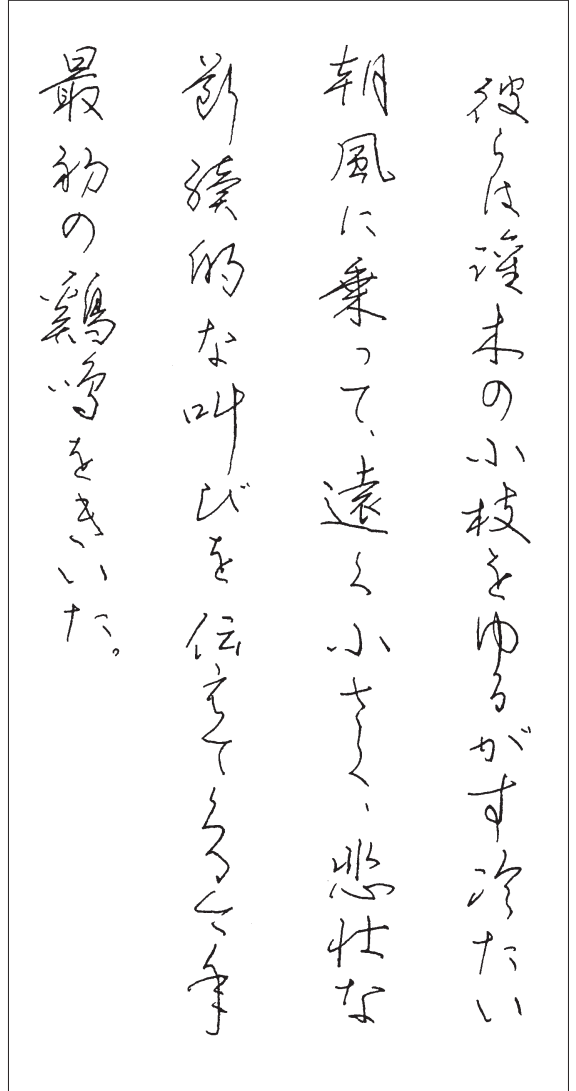 彼らは灌木の小枝をゆるがす冷たい
朝風に乗って、遠く小さく、悲壮な
断続的な叫びを伝えてくる今年
最初の鶏鳴をきいた。